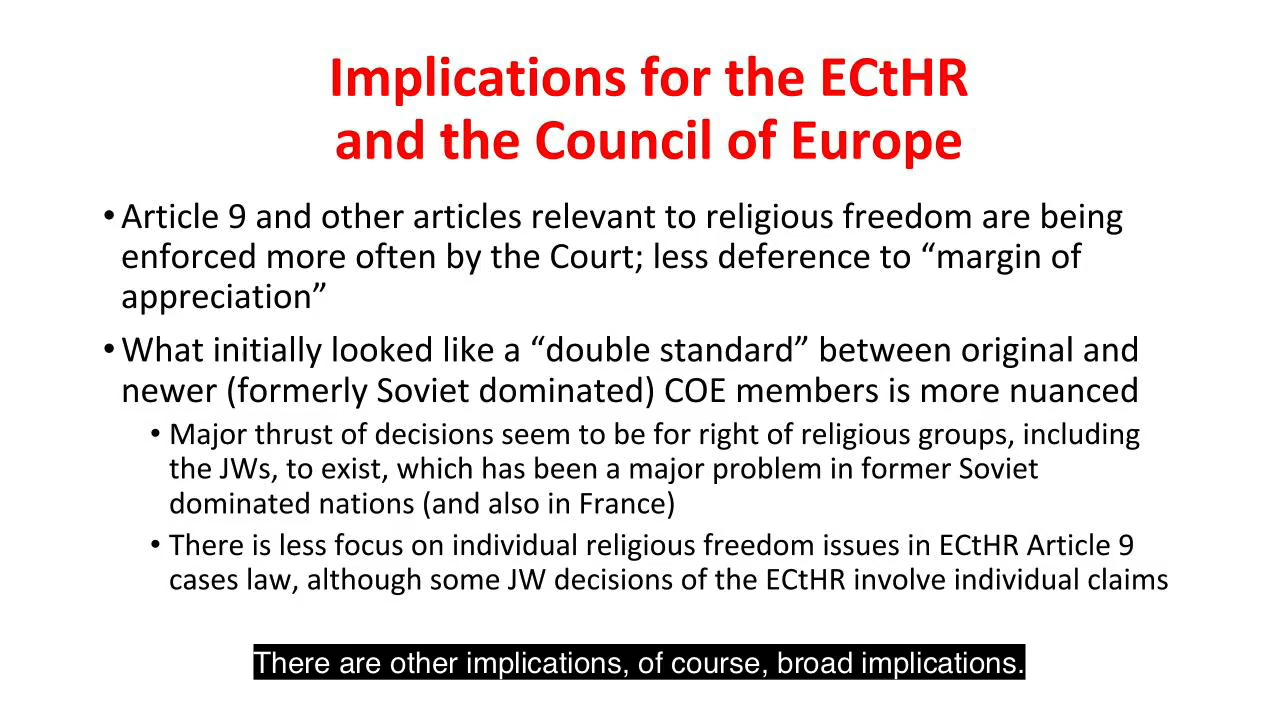 Implications for the ECtHR
and the Council of Europe
• Article 9 and other articles relevant to religious freedom are being
enforced more often by the Court; less deference to “margin of
appreciation”
• What initially looked like a “double standard” between original and
newer (formerly Soviet dominated) COE members is more nuanced
• Major thrust of decisions seem to be for right of religious groups, including
the JWs, to exist, which has been a major problem in former Soviet
dominated nations (and also in France)
• There is less focus on individual religious freedom issues in ECtHR Article 9
cases law, although some JW decisions of the ECtHR involve individual claims
There are other implications, of course, broad implications.